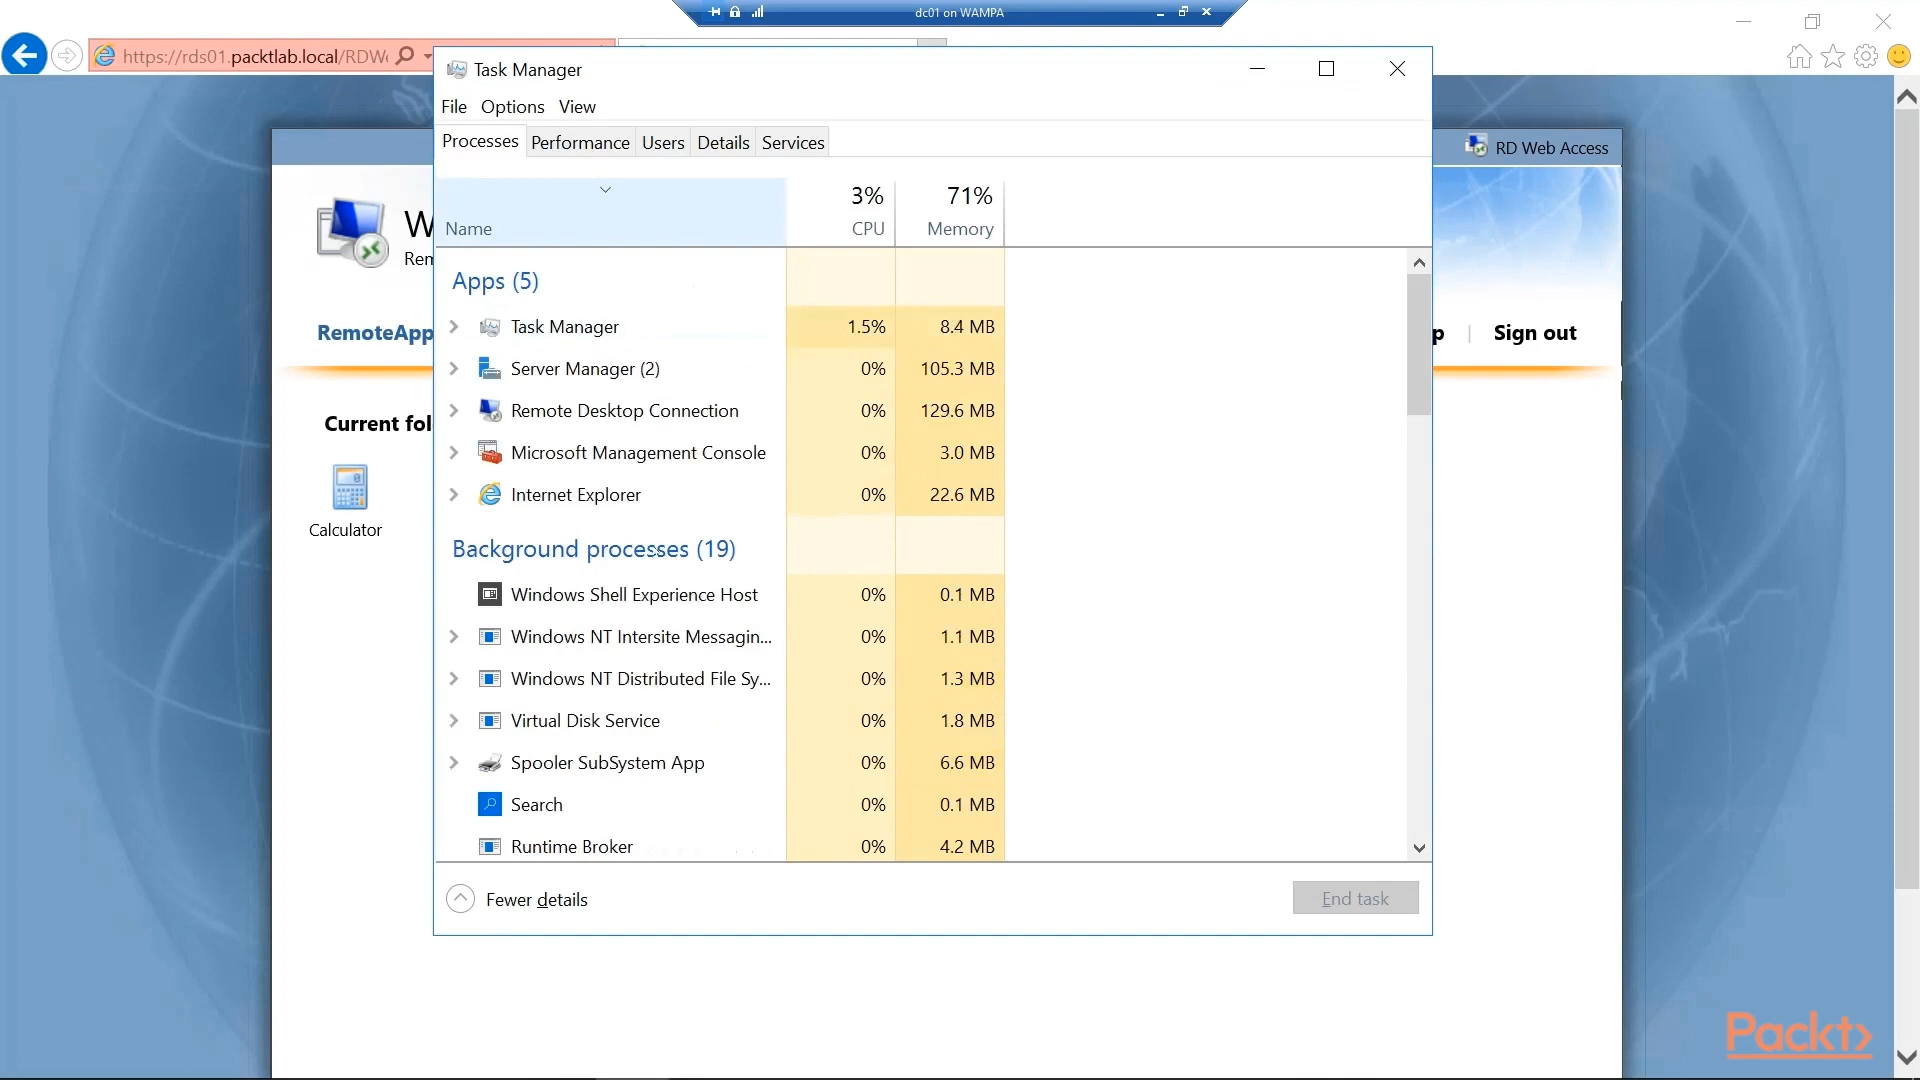 dc01 on WAMPA
https://rds01.packtlab.local/RDWe
Task Manager
File Options View
Processes Performance Users Details Services
RD Web Access
3% 71%
Name CPU Memory
W
Rem
RemoteApp
p | Sign out
Current fol
Calculator
Apps (5)
Task Manager 1.5% 8.4 MB
Server Manager (2) 0% 105.3 MB
Remote Desktop Connection 0% 129.6 MB
Microsoft Management Console 0% 3.0 MB
Internet Explorer 0% 22.6 MB
Background processes (19)
Windows Shell Experience Host 0% 0.1 MB
Windows NT Intersite Messagin... 0% 1.1 MB
Windows NT Distributed File Sy... 0% 1.3 MB
Virtual Disk Service 0% 1.8 MB
Spooler SubSystem App 0% 6.6 MB
Search 0% 0.1 MB
Runtime Broker 0% 4.2 MB
Fewer details
End task
Packt>